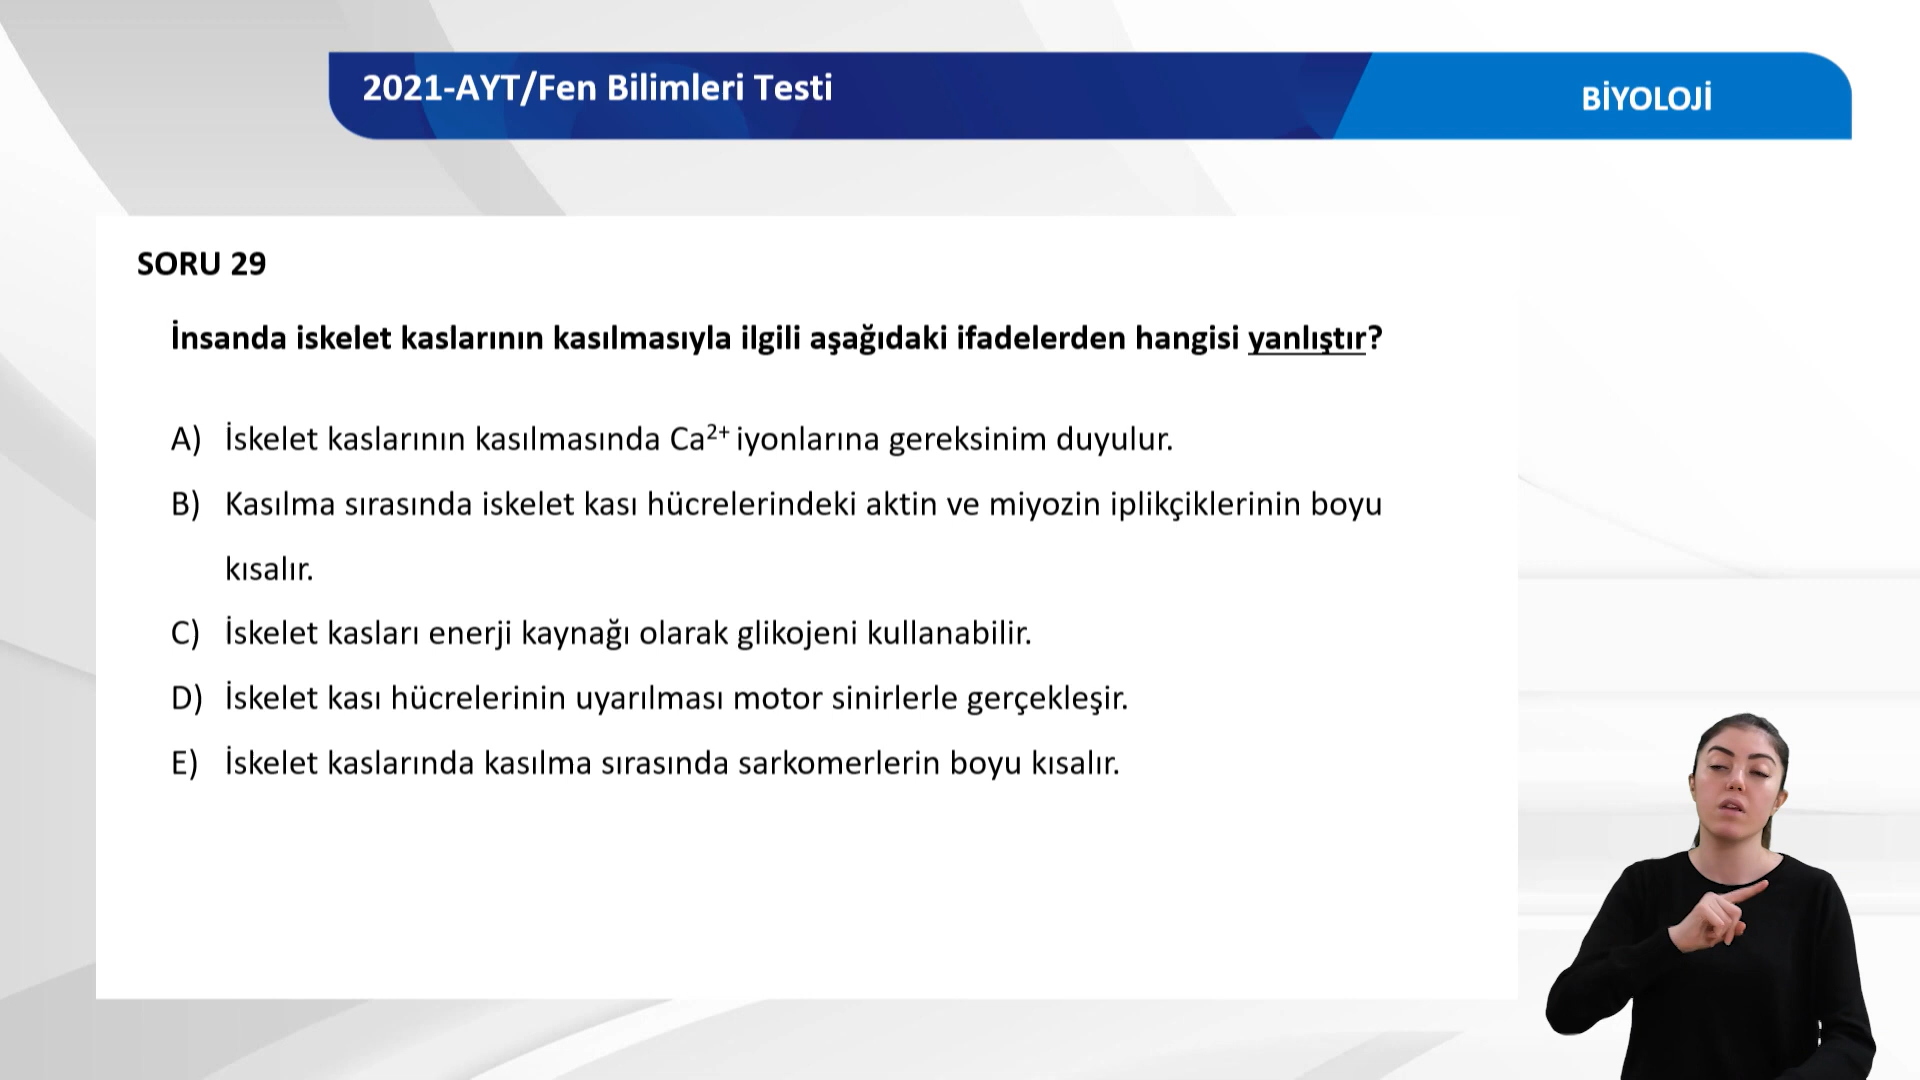 2021-AYT/Fen Bilimleri Testi
BİYOLOJİ
SORU 29
İnsanda iskelet kaslarının kasılmasıyla ilgili aşağıdaki ifadelerden hangisi yanlıştır?
A) İskelet kaslarının kasılmasında Ca²⁺ iyonlarına gereksinim duyulur.
B) Kasılma sırasında iskelet kası hücrelerindeki aktin ve miyozin iplikçiklerinin boyu
kısalır.
C) İskelet kasları enerji kaynağı olarak glikojeni kullanabilir.
D) İskelet kası hücrelerinin uyarılması motor sinirlerle gerçekleşir.
E) İskelet kaslarında kasılma sırasında sarkomerlerin boyu kısalır.